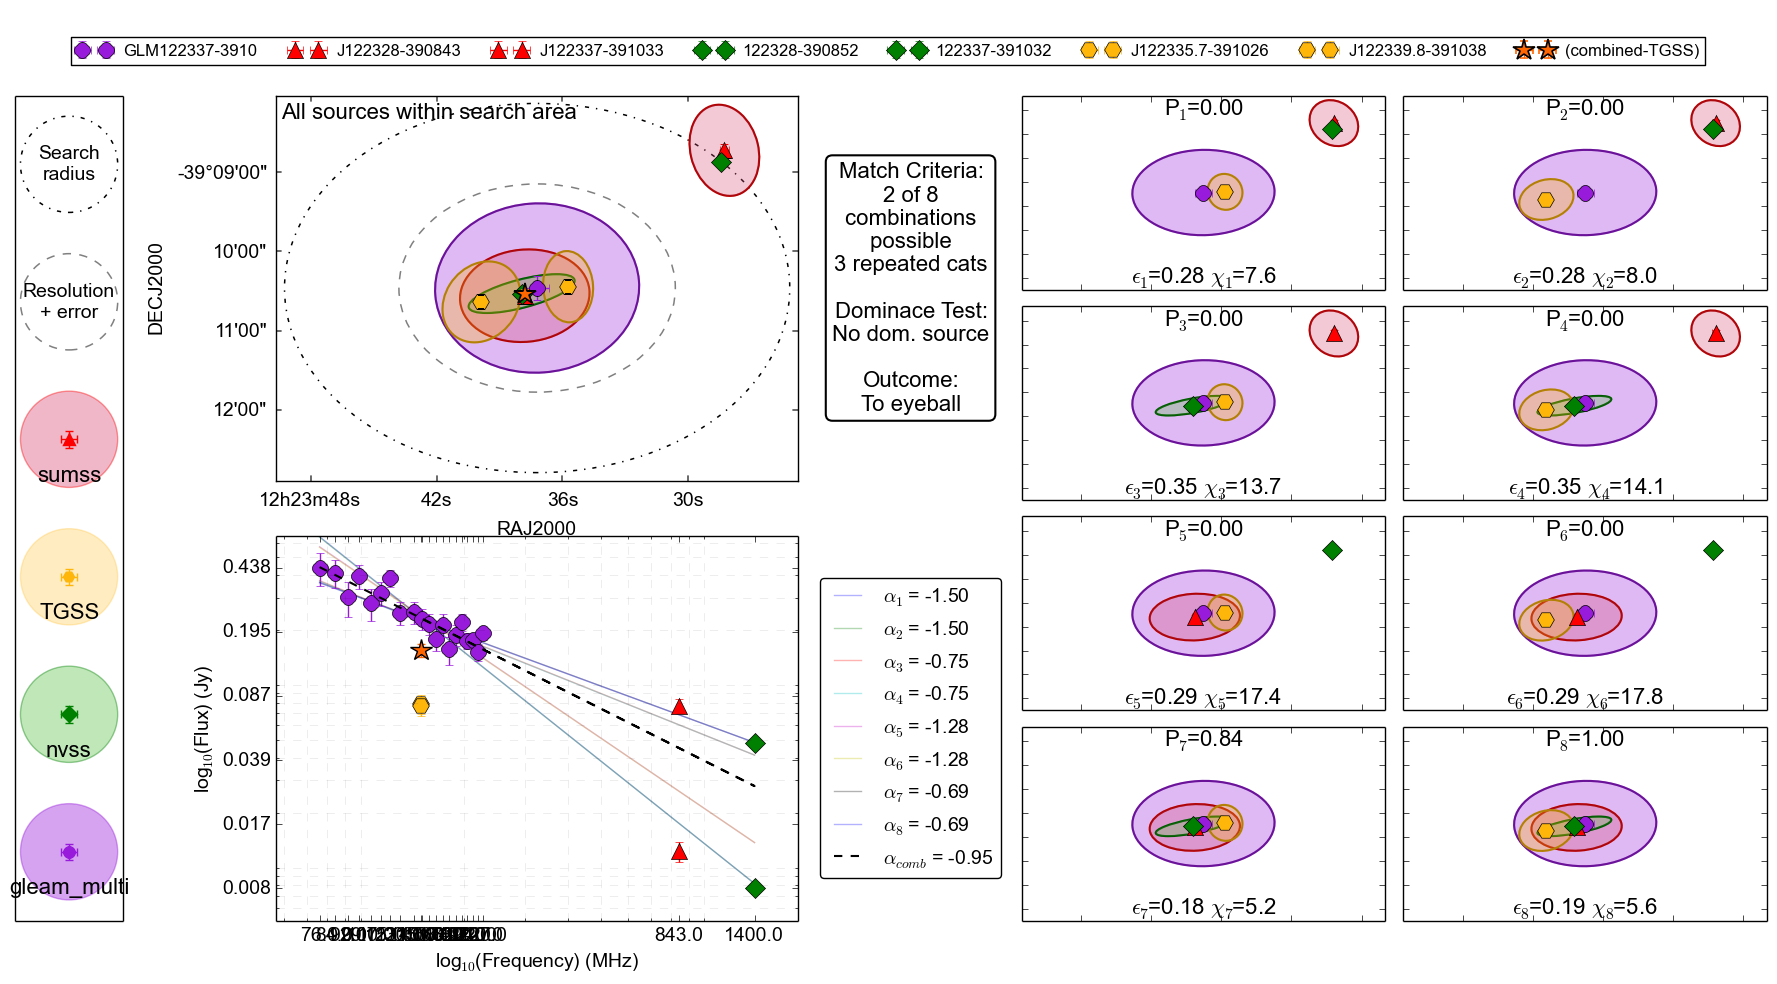 GLM122337-3910 J122328-390843 J122337-391033 122328-390852 122337-391032 J122335.7-391026 J122339.8-391038 (combined-TGSS)
Search
radius
Resolution
+ error
sumss
TGSS
nvss
gleam_multi
All sources within search area
DECJ2000
-39°09'00"
10'00"
11'00"
12'00"
12h23m48s 42s 36s 30s
RAJ2000
Match Criteria:
2 of 8
combinations
possible
3 repeated cats
Dominace Test:
No dom. source
Outcome:
To eyeball
log10(Flux) (Jy)
0.438
0.195
0.087
0.039
0.017
0.008
843.0 1400.0
log10(Frequency) (MHz)
α1 = -1.50
α2 = -1.50
α3 = -0.75
α4 = -0.75
α5 = -1.28
α6 = -1.28
α7 = -0.69
α8 = -0.69
αcomb = -0.95
P1=0.00
ϵ1=0.28 χ1=7.6
P2=0.00
ϵ2=0.28 χ2=8.0
P3=0.00
ϵ3=0.35 χ3=13.7
P4=0.00
ϵ4=0.35 χ4=14.1
P5=0.00
ϵ5=0.29 χ5=17.4
P6=0.00
ϵ6=0.29 χ6=17.8
P7=0.84
ϵ7=0.18 χ7=5.2
P8=1.00
ϵ8=0.19 χ8=5.6